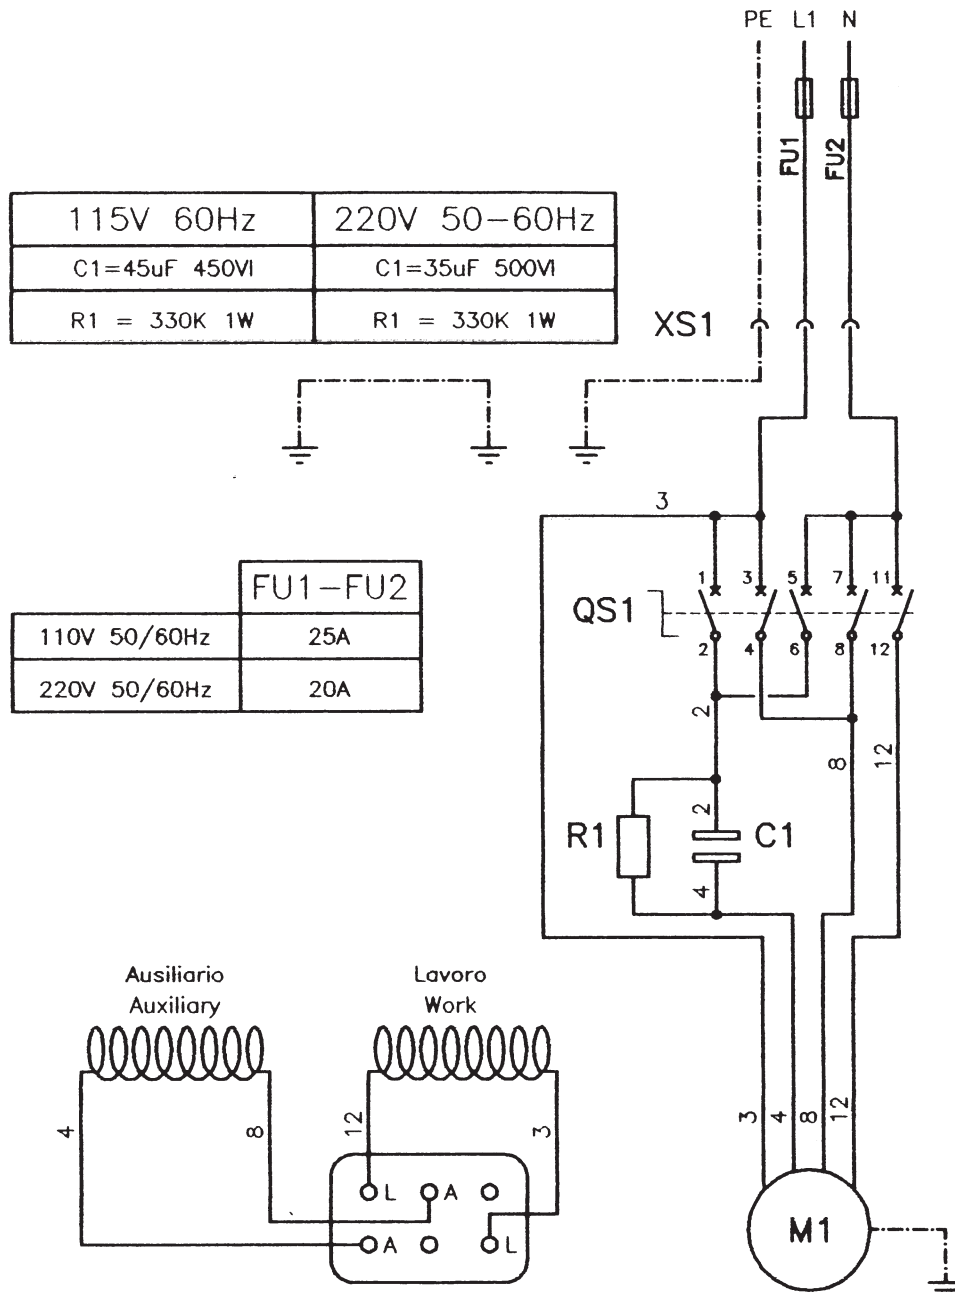 PE L1 N
FU1
FU2
115V 60Hz 220V 50-60Hz
C1=45uF 450Vl C1=35uF 500Vl
R1 = 330K 1W R1 = 330K 1W
XS1
3
FU1-FU2
110V 50/60Hz 25A
220V 50/60Hz 20A
QS1
1 3 5 7 11
2 4 6 8 12
2
8
12
R1
2
C1
4
Ausiliario
Auxiliary
Lavoro
Work
4
8
12
3
L A
A L
3
4
8
12
M1